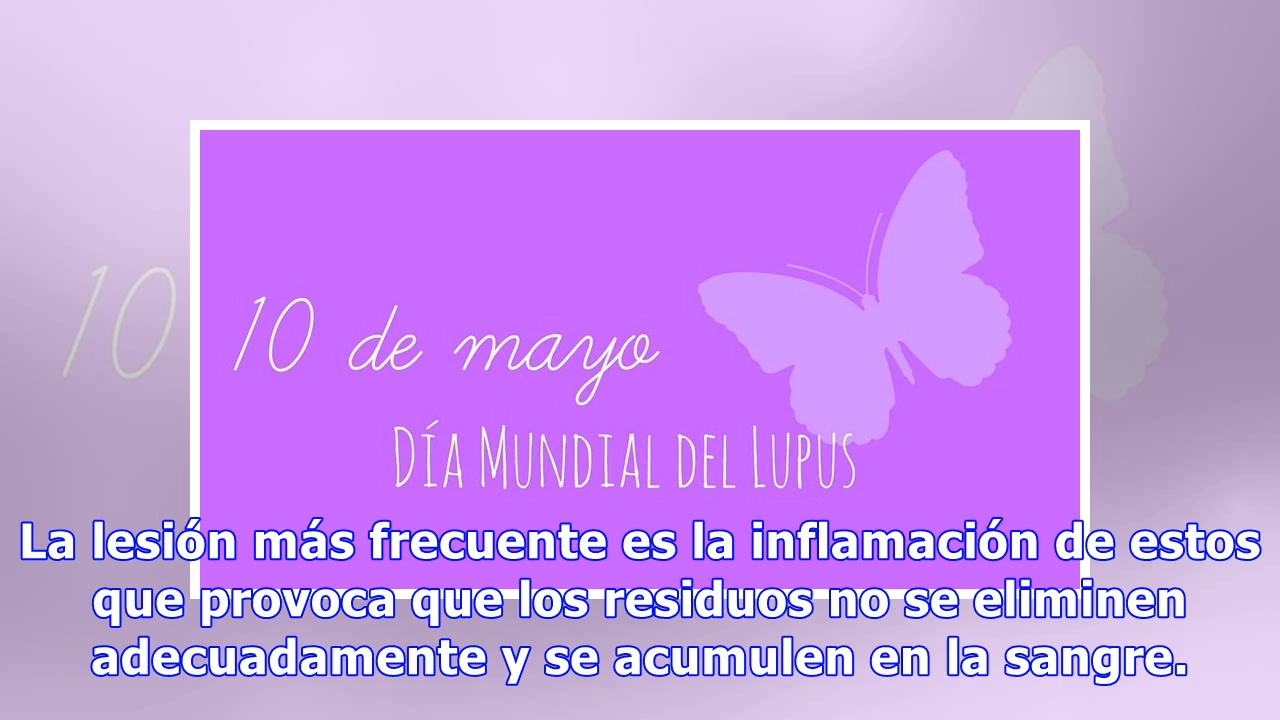 10
10 de mayo
DÍA MUNDIAL DEL LUPUS
La lesión más frecuente es la inflamación de estos
que provoca que los residuos no se eliminen
adecuadamente y se acumulen en la sangre.